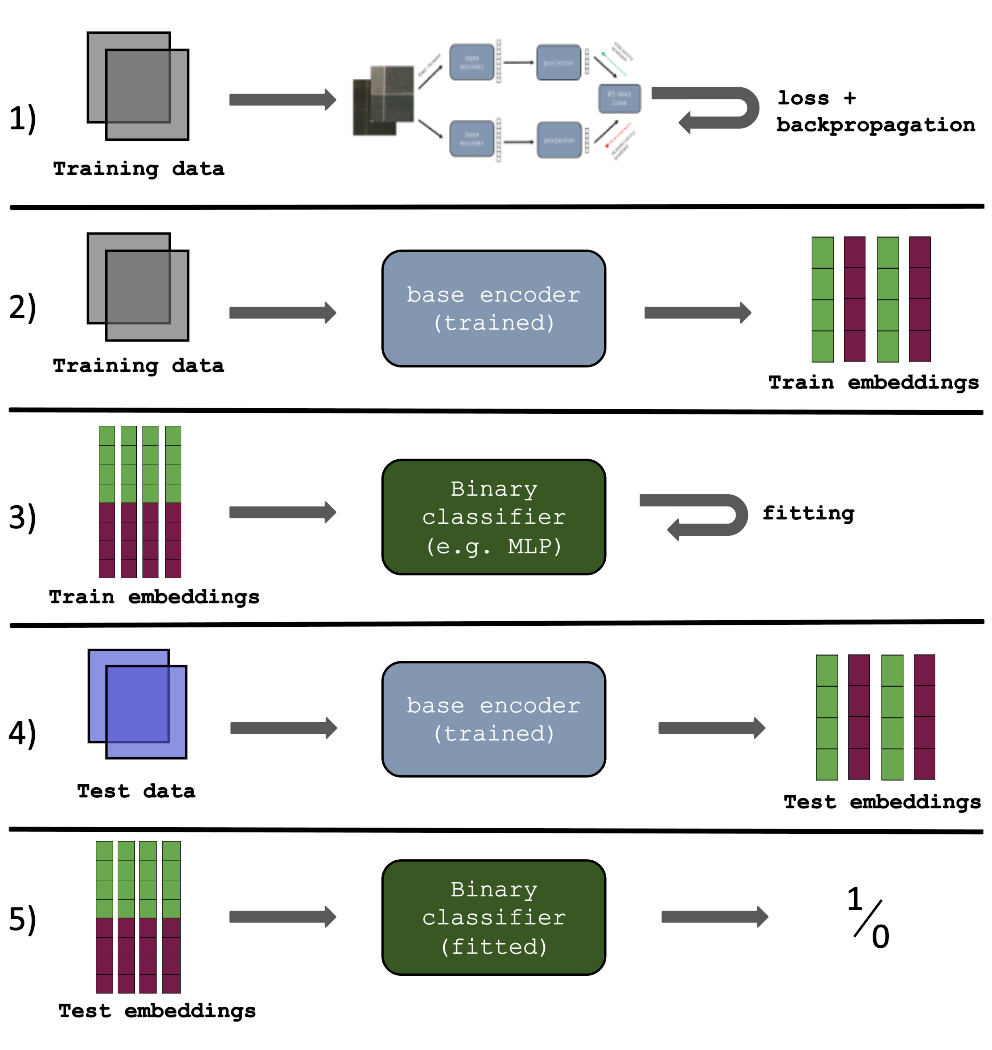 1)
Training data
base
encoder
projector
base
encoder
projector
NT-Xent
Loss
loss +
backpropagation
2)
Training data
base encoder
(trained)
Train embeddings
3)
Train embeddings
Binary
classifier
(e.g. MLP)
fitting
4)
Test data
base encoder
(trained)
Test embeddings
5)
Test embeddings
Binary
classifier
(fitted)
1/0